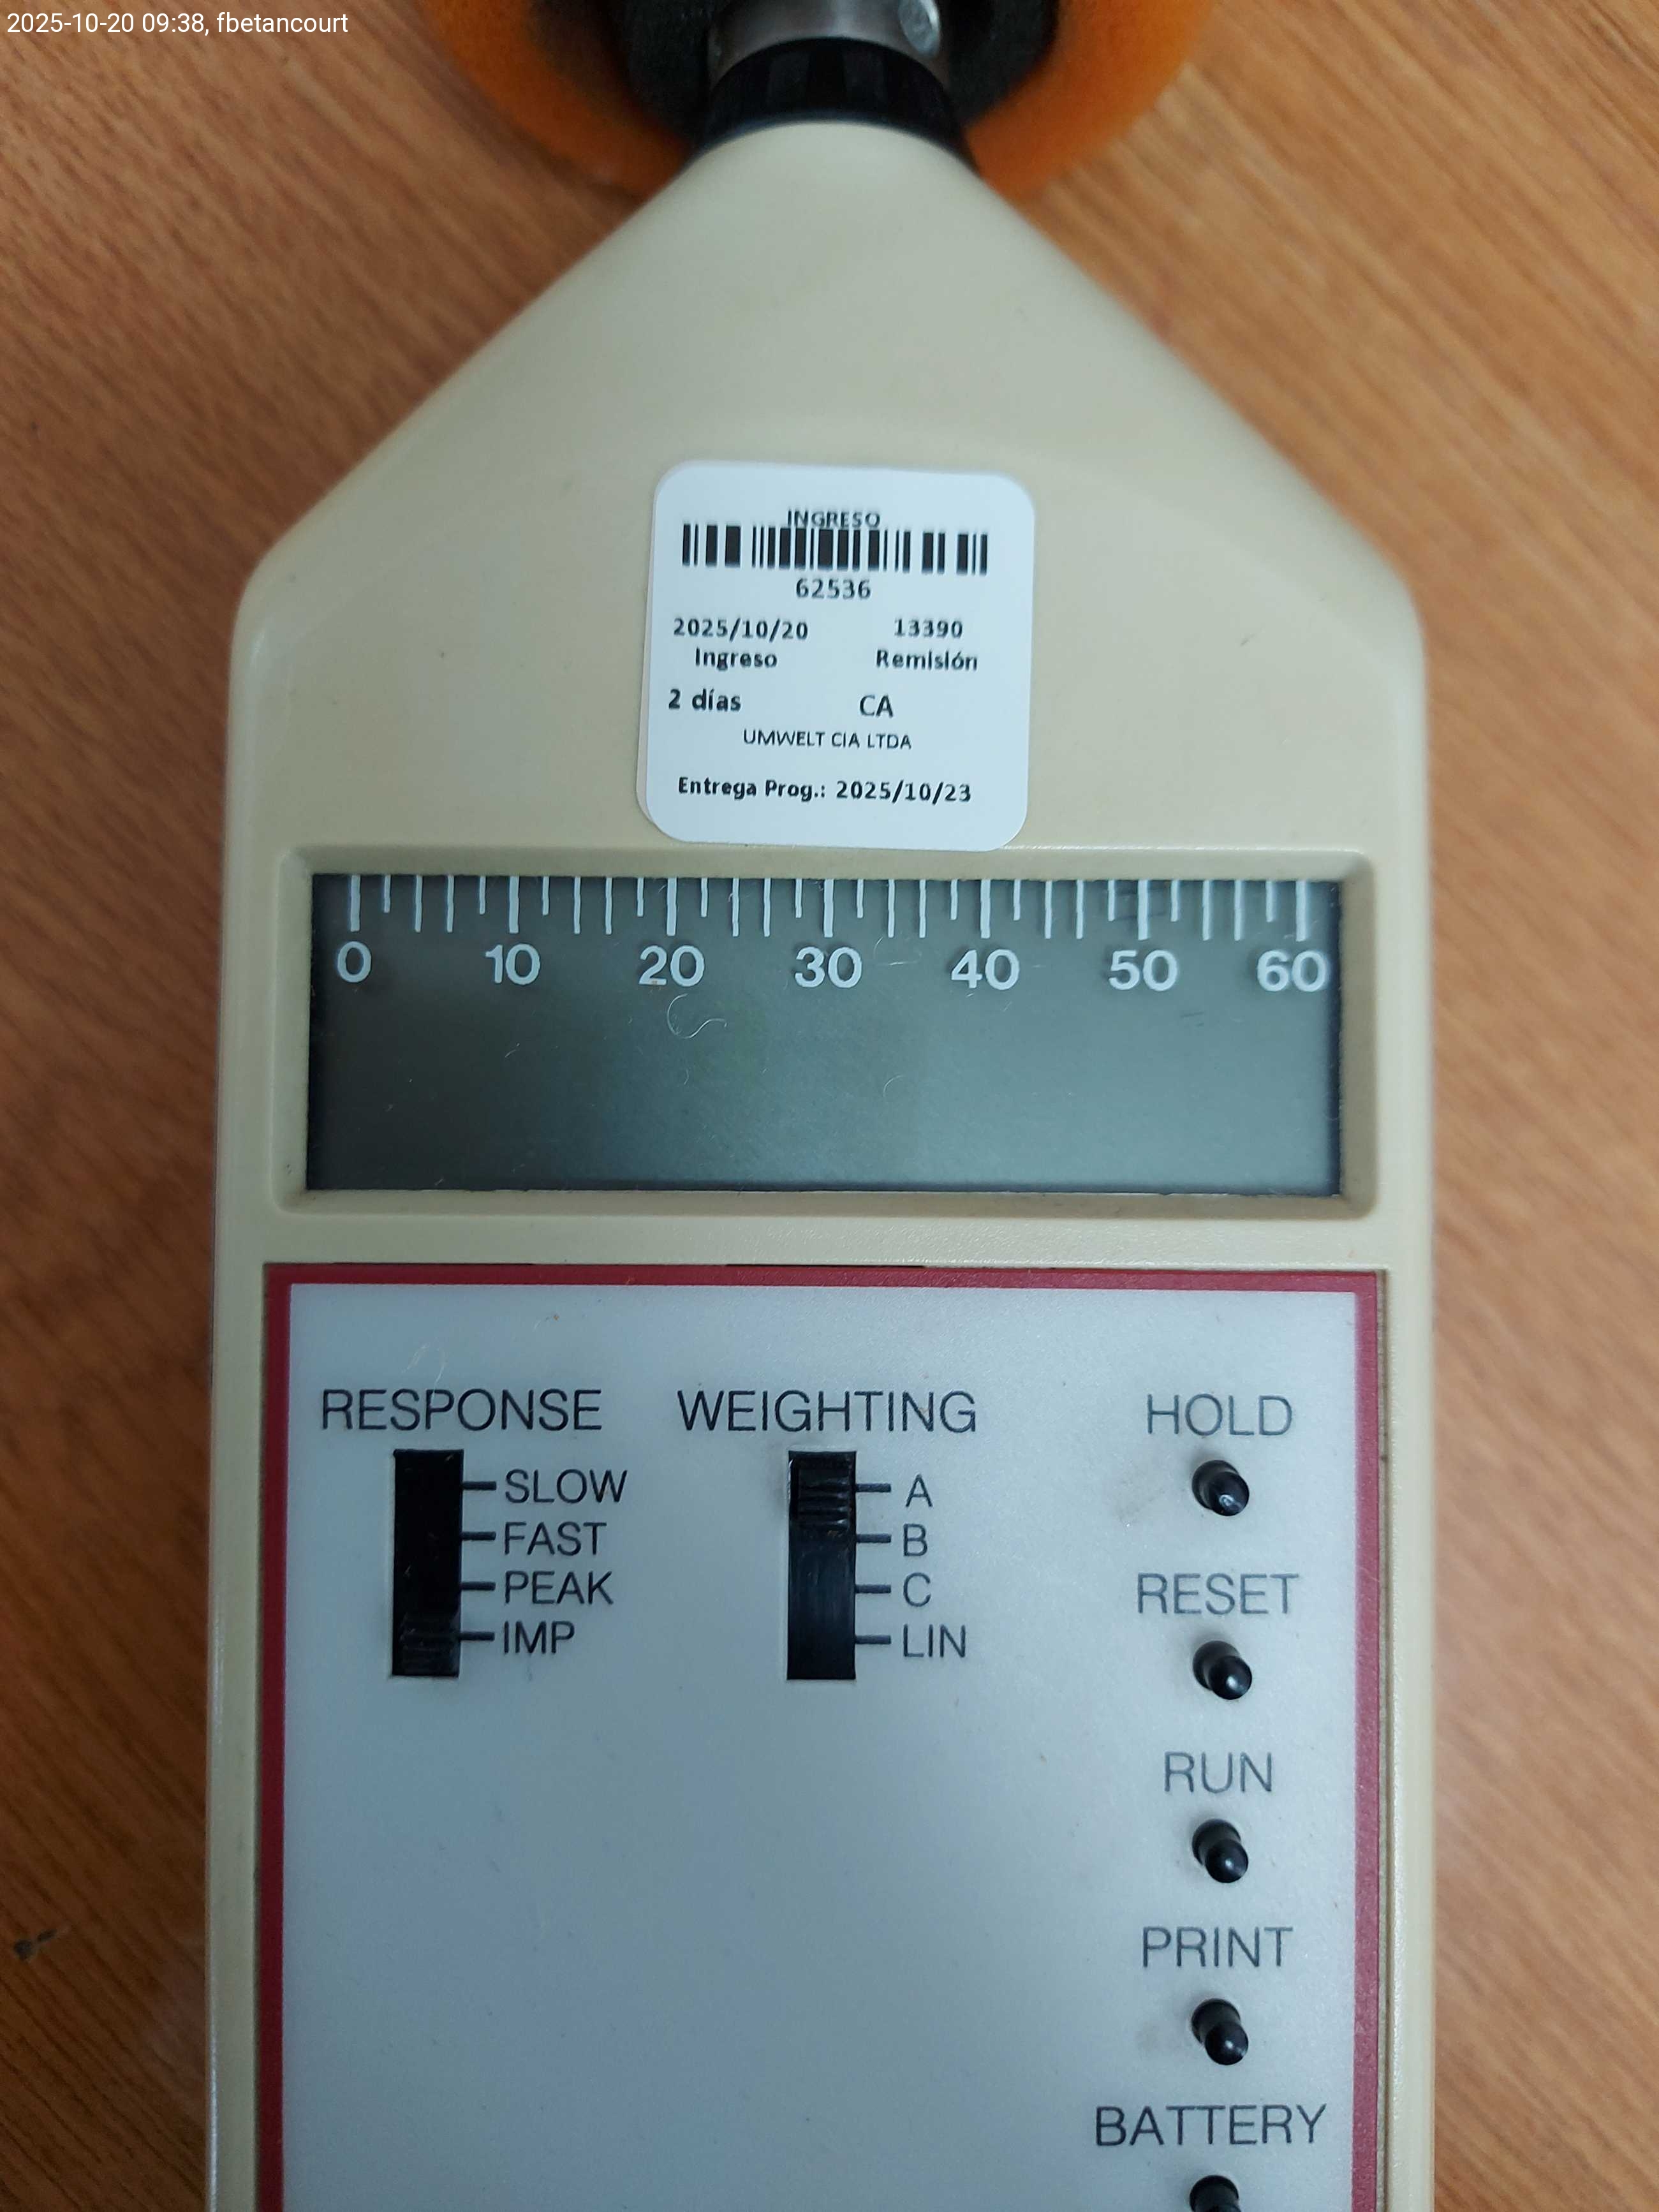 2025-10-20 09:38, fbetancourt
INGRESO
62536
2025/10/20 13390
Ingreso Remisión
2 días CA
UMWELT CIA LTDA
Entrega Prog.: 2025/10/23
0 10 20 30 40 50 60
RESPONSE
SLOW
FAST
PEAK
IMP
WEIGHTING
A
B
C
LIN
HOLD
RESET
RUN
PRINT
BATTERY